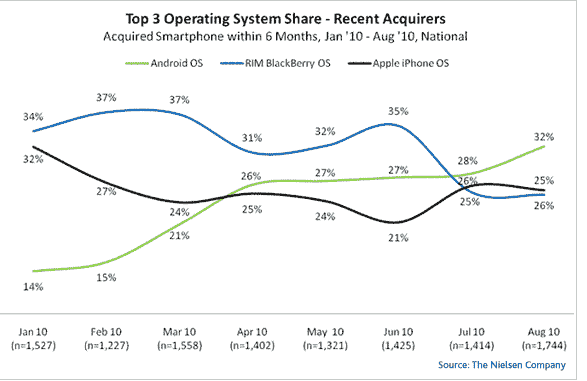 Top 3 Operating System Share - Recent Acquirers
Acquired Smartphone within 6 Months, Jan '10 - Aug '10, National
Android OS RIM BlackBerry OS Apple iPhone OS
34% 37% 37% 31% 32% 35% 25% 26%
32% 27% 24% 25% 24% 21% 26% 25%
14% 15% 21% 26% 27% 27% 28% 32%
Jan 10 Feb 10 Mar 10 Apr 10 May 10 Jun 10 Jul 10 Aug 10
(n=1,527) (n=1,227) (n=1,558) (n=1,402) (n=1,321) (1,425) (n=1,414) (n=1,744)
Source: The Nielsen Company